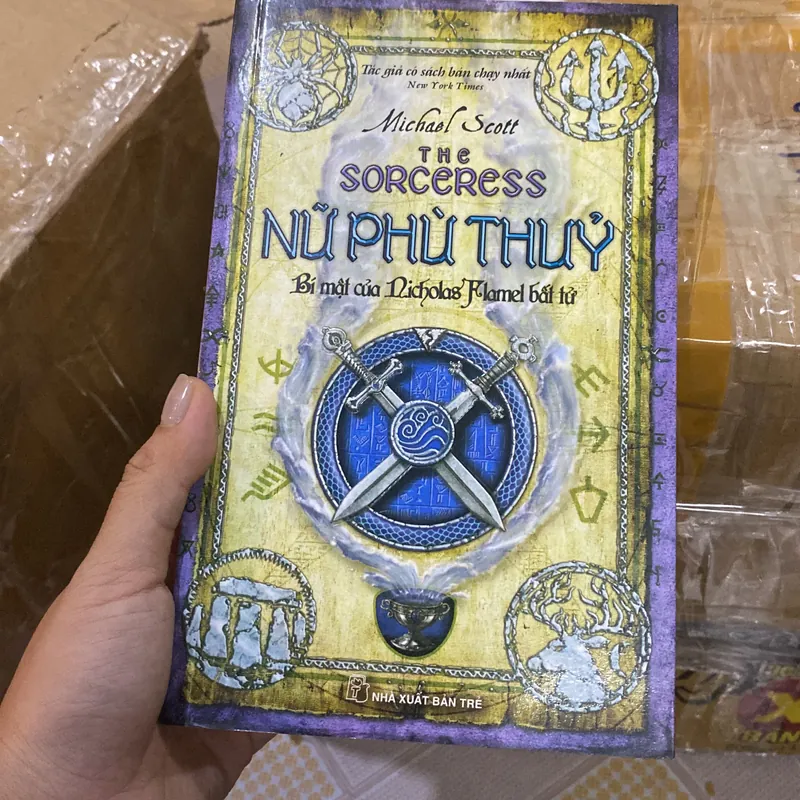 Tác giả có sách bán chạy nhất
New York Times
Michael Scott
THE
SORCERESS
NỮ PHÙ THUỶ
Bí mật của Nicholas Flamel bất tử
NHÀ XUẤT BẢN TRẺ